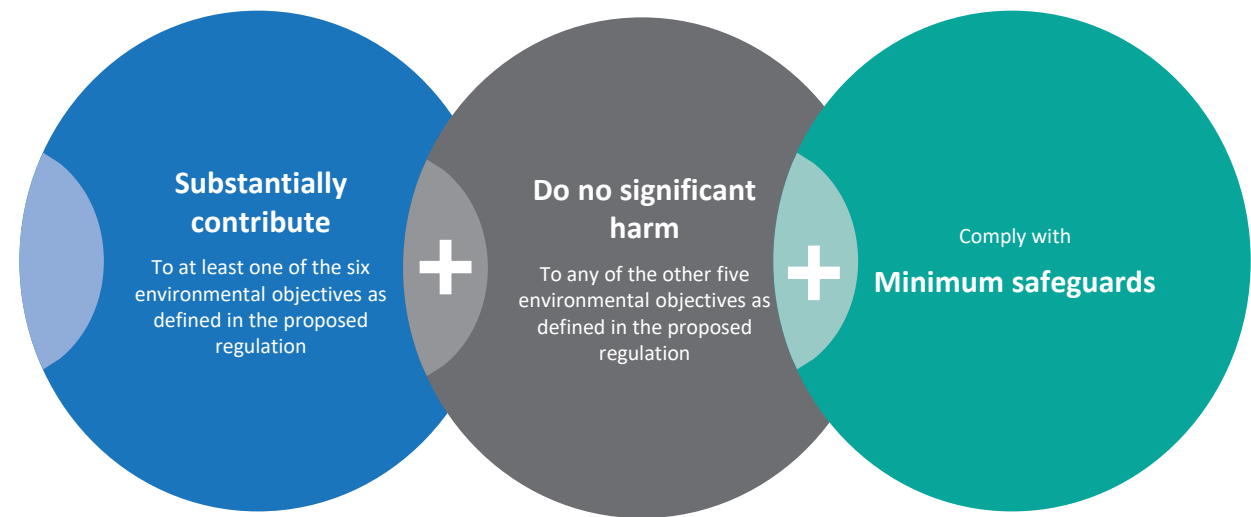 Substantially
contribute
To at least one of the six
environmental objectives as
defined in the proposed
regulation
+
Do no significant
harm
To any of the other five
environmental objectives as
defined in the proposed
regulation
+
Comply with
Minimum safeguards